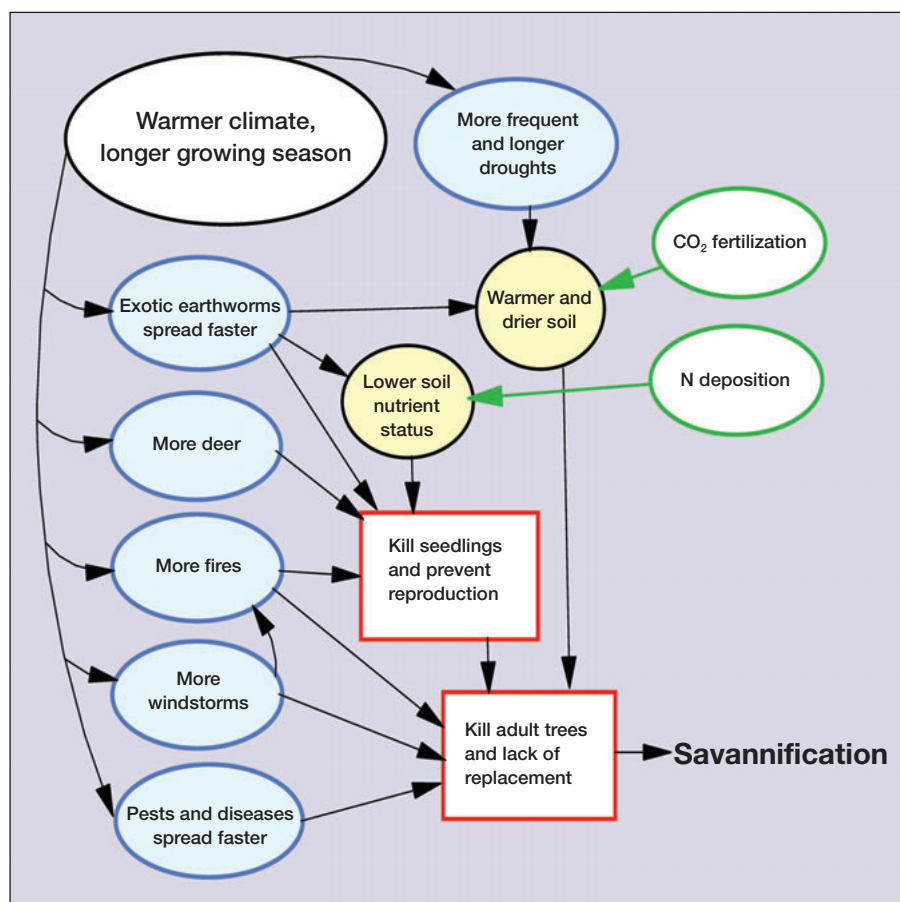 Warmer climate,
longer growing season
More frequent
and longer
droughts
CO₂ fertilization
Exotic earthworms
spread faster
Warmer and
drier soil
N deposition
Lower soil
nutrient
status
More deer
More fires
Kill seedlings
and prevent
reproduction
More
windstorms
Kill adult trees
and lack of
replacement
Savannification
Pests and diseases
spread faster